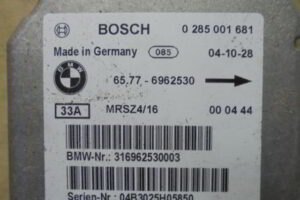 BOSCH 0 285 001 681
Made in Germany 085 04-10-28
BMW 65.77 - 6962530
33A MRSZ4/16 00 04 44
BMW-Nr.: 316962530003
Serien-Nr.: 04B3025H05850